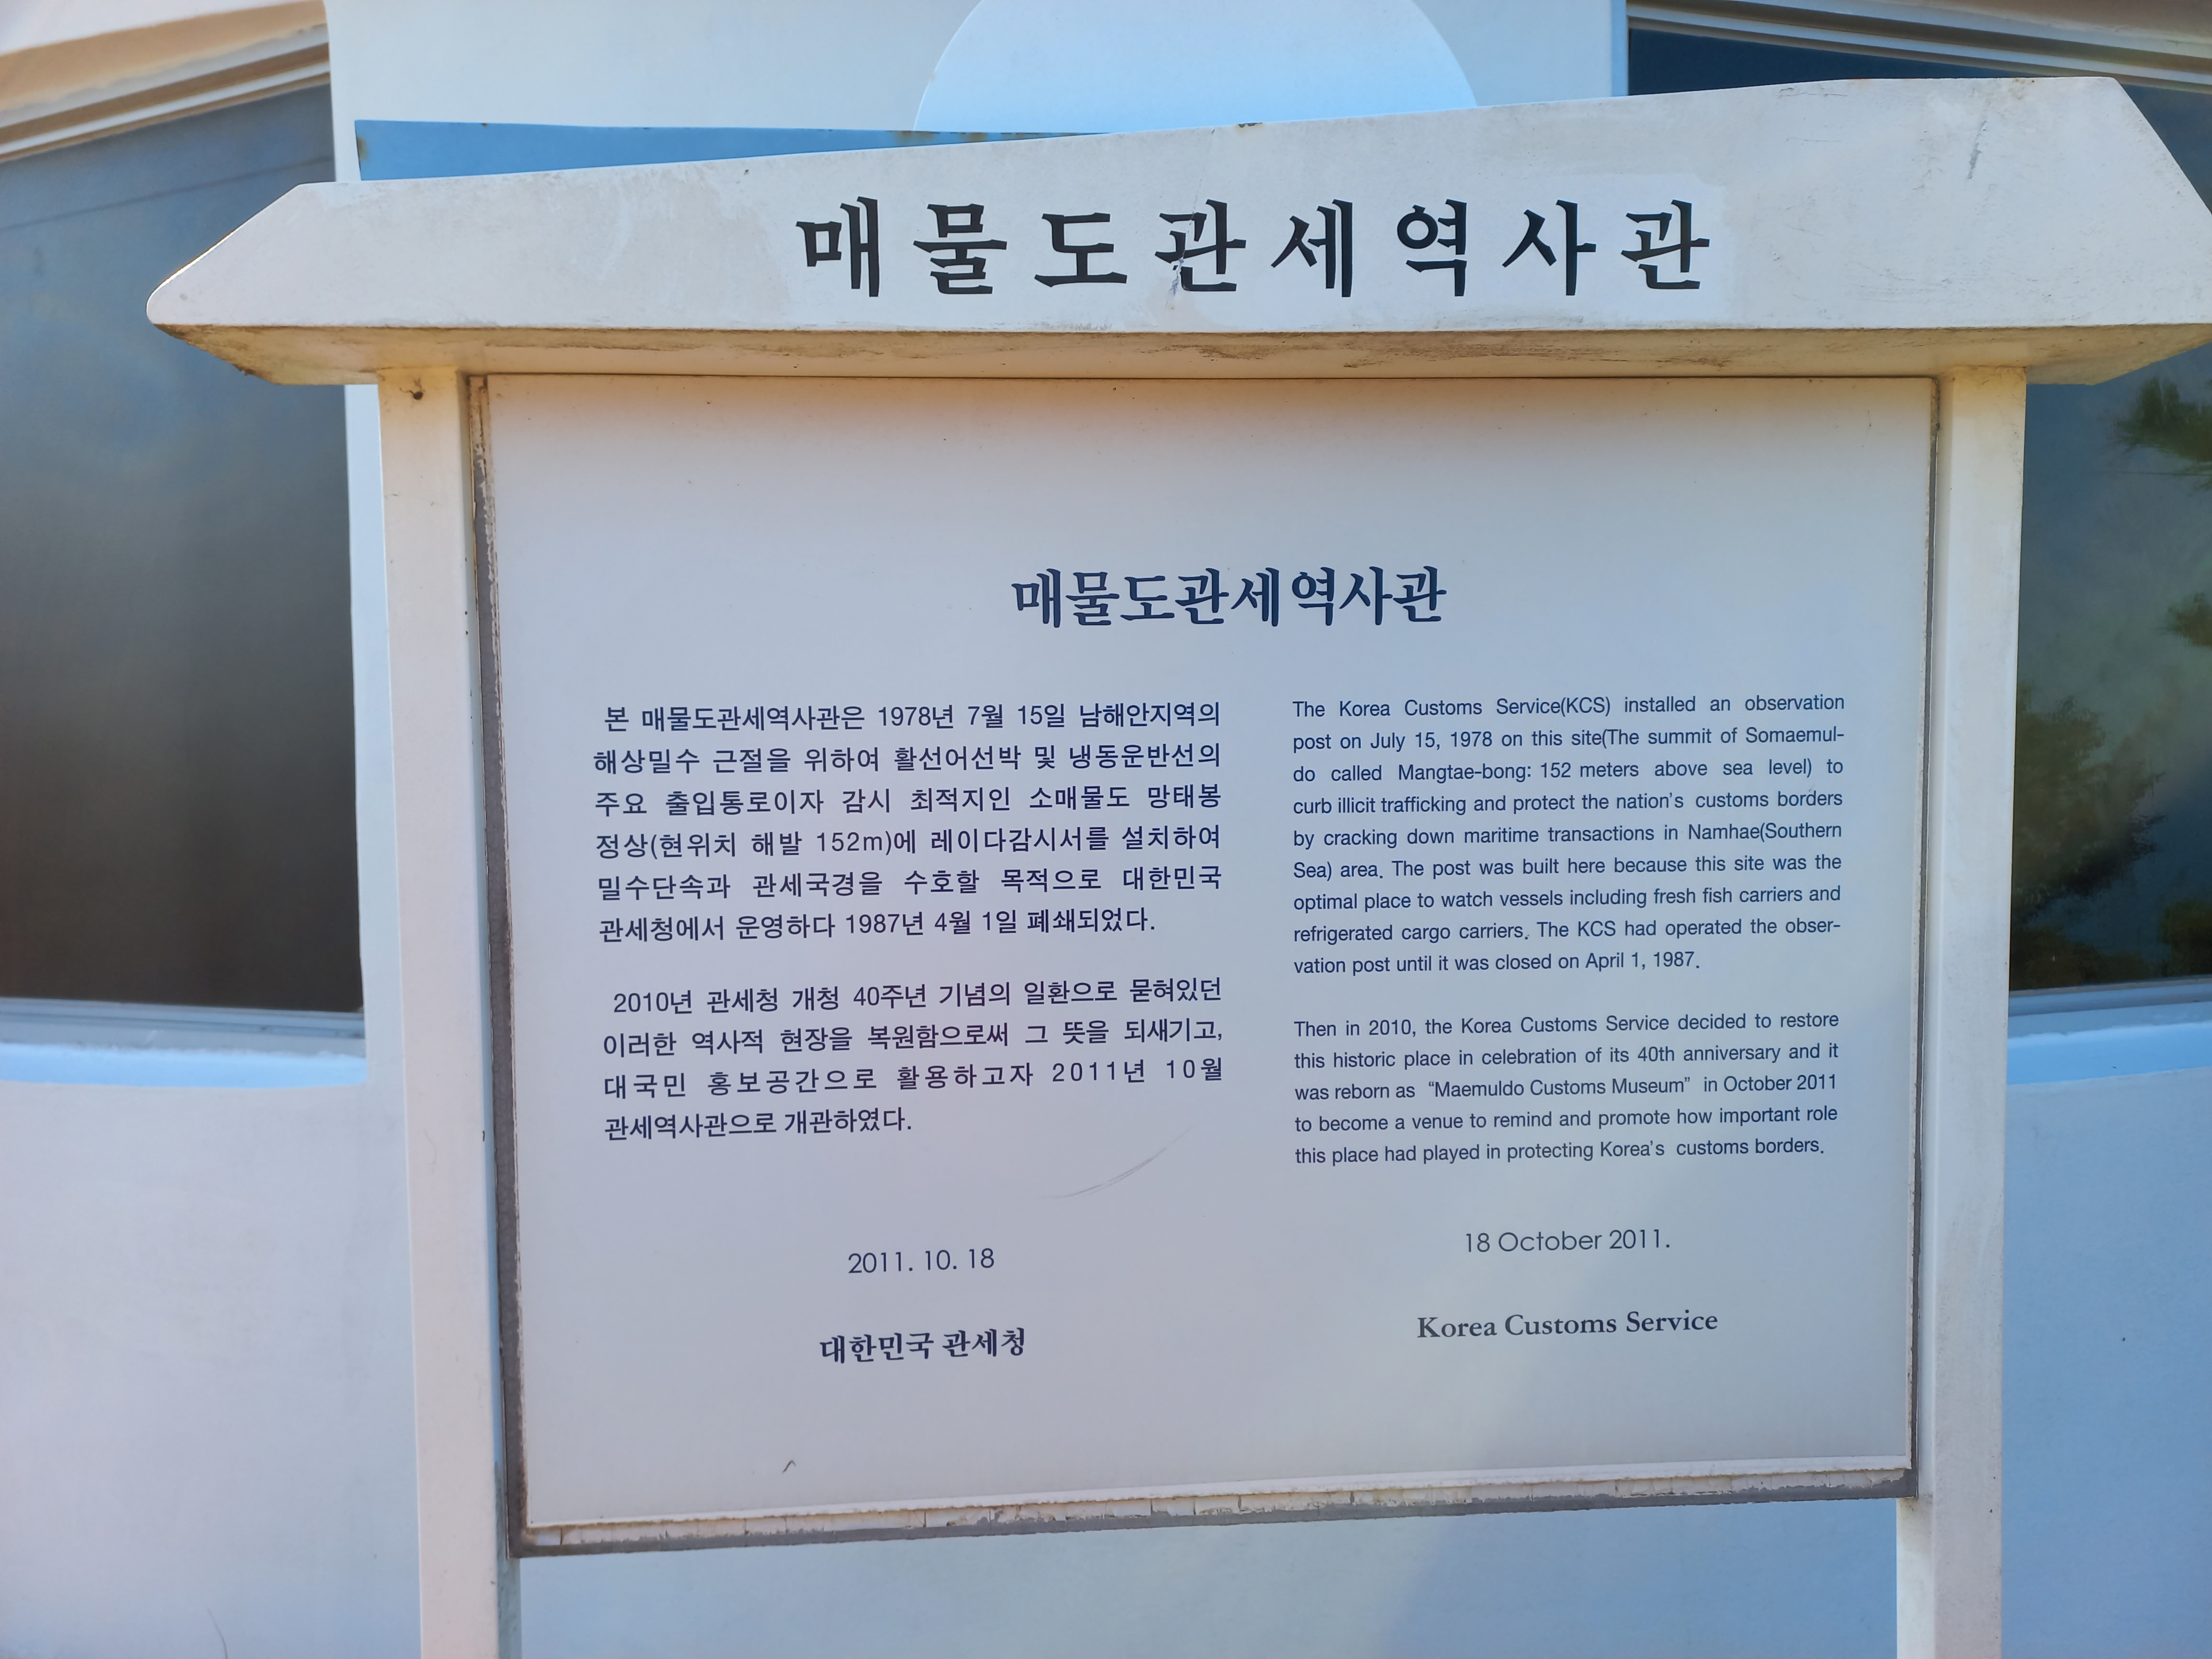 매물도관세역사관
매물도관세역사관
본 매물도관세역사관은 1978년 7월 15일 남해안지역의
해상밀수 근절을 위하여 활선어선박 및 냉동운반선의
주요 출입통로이자 감시 최적지인 소매물도 망태봉
정상(현위치 해발 152m)에 레이다감시서를 설치하여
밀수단속과 관세국경을 수호할 목적으로 대한민국
관세청에서 운영하다 1987년 4월 1일 폐쇄되었다.
2010년 관세청 개청 40주년 기념의 일환으로 묻혀있던
이러한 역사적 현장을 복원함으로써 그 뜻을 되새기고,
대국민 홍보공간으로 활용하고자 2011년 10월
관세역사관으로 개관하였다.
2011. 10. 18
대한민국 관세청
The Korea Customs Service(KCS) installed an observation
post on July 15, 1978 on this site(The summit of Somaemul-
do called Mangtae-bong: 152 meters above sea level) to
curb illicit trafficking and protect the nation's customs borders
by cracking down maritime transactions in Namhae(Southern
Sea) area. The post was built here because this site was the
optimal place to watch vessels including fresh fish carriers and
refrigerated cargo carriers. The KCS had operated the obser-
vation post until it was closed on April 1, 1987.
Then in 2010, the Korea Customs Service decided to restore
this historic place in celebration of its 40th anniversary and it
was reborn as “Maemuldo Customs Museum” in October 2011
to become a venue to remind and promote how important role
this place had played in protecting Korea's customs borders.
18 October 2011.
Korea Customs Service